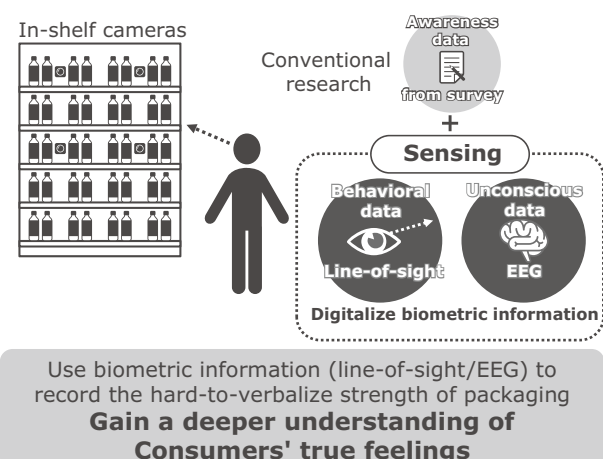 In-shelf cameras
Conventional
research
Awareness
data
from survey
+
Sensing
Behavioral
data
Line-of-sight
Unconscious
data
EEG
Digitalize biometric information
Use biometric information (line-of-sight/EEG) to
record the hard-to-verbalize strength of packaging
Gain a deeper understanding of
Consumers' true feelings